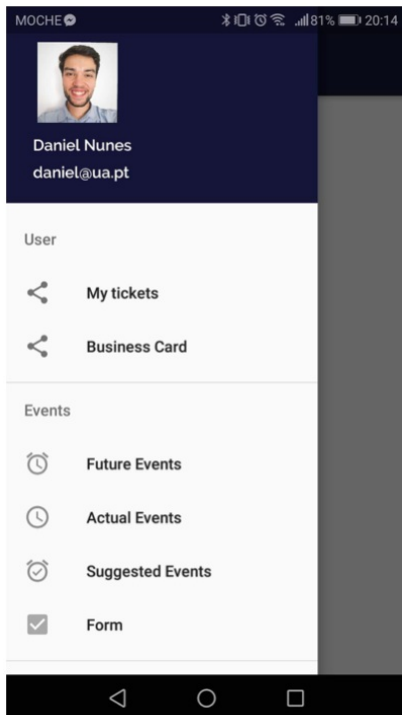 MOCHE 81% 20:14
Daniel Nunes
daniel@ua.pt
User
My tickets
Business Card
Events
Future Events
Actual Events
Suggested Events
Form